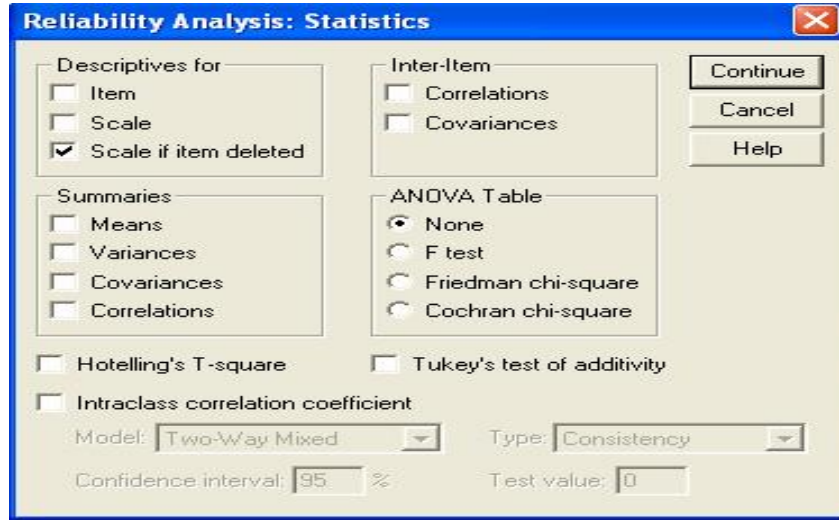 Reliability Analysis: Statistics
Descriptives for
Item
Scale
Scale if item deleted
Inter-Item
Correlations
Covariances
Continue
Cancel
Help
Summaries
Means
Variances
Covariances
Correlations
ANOVA Table
None
F test
Friedman chi-square
Cochran chi-square
Hotelling's T-square
Tukey's test of additivity
Intraclass correlation coefficient
Model: Two-Way Mixed
Type: Consistency
Confidence interval: 95 %
Test value: 0